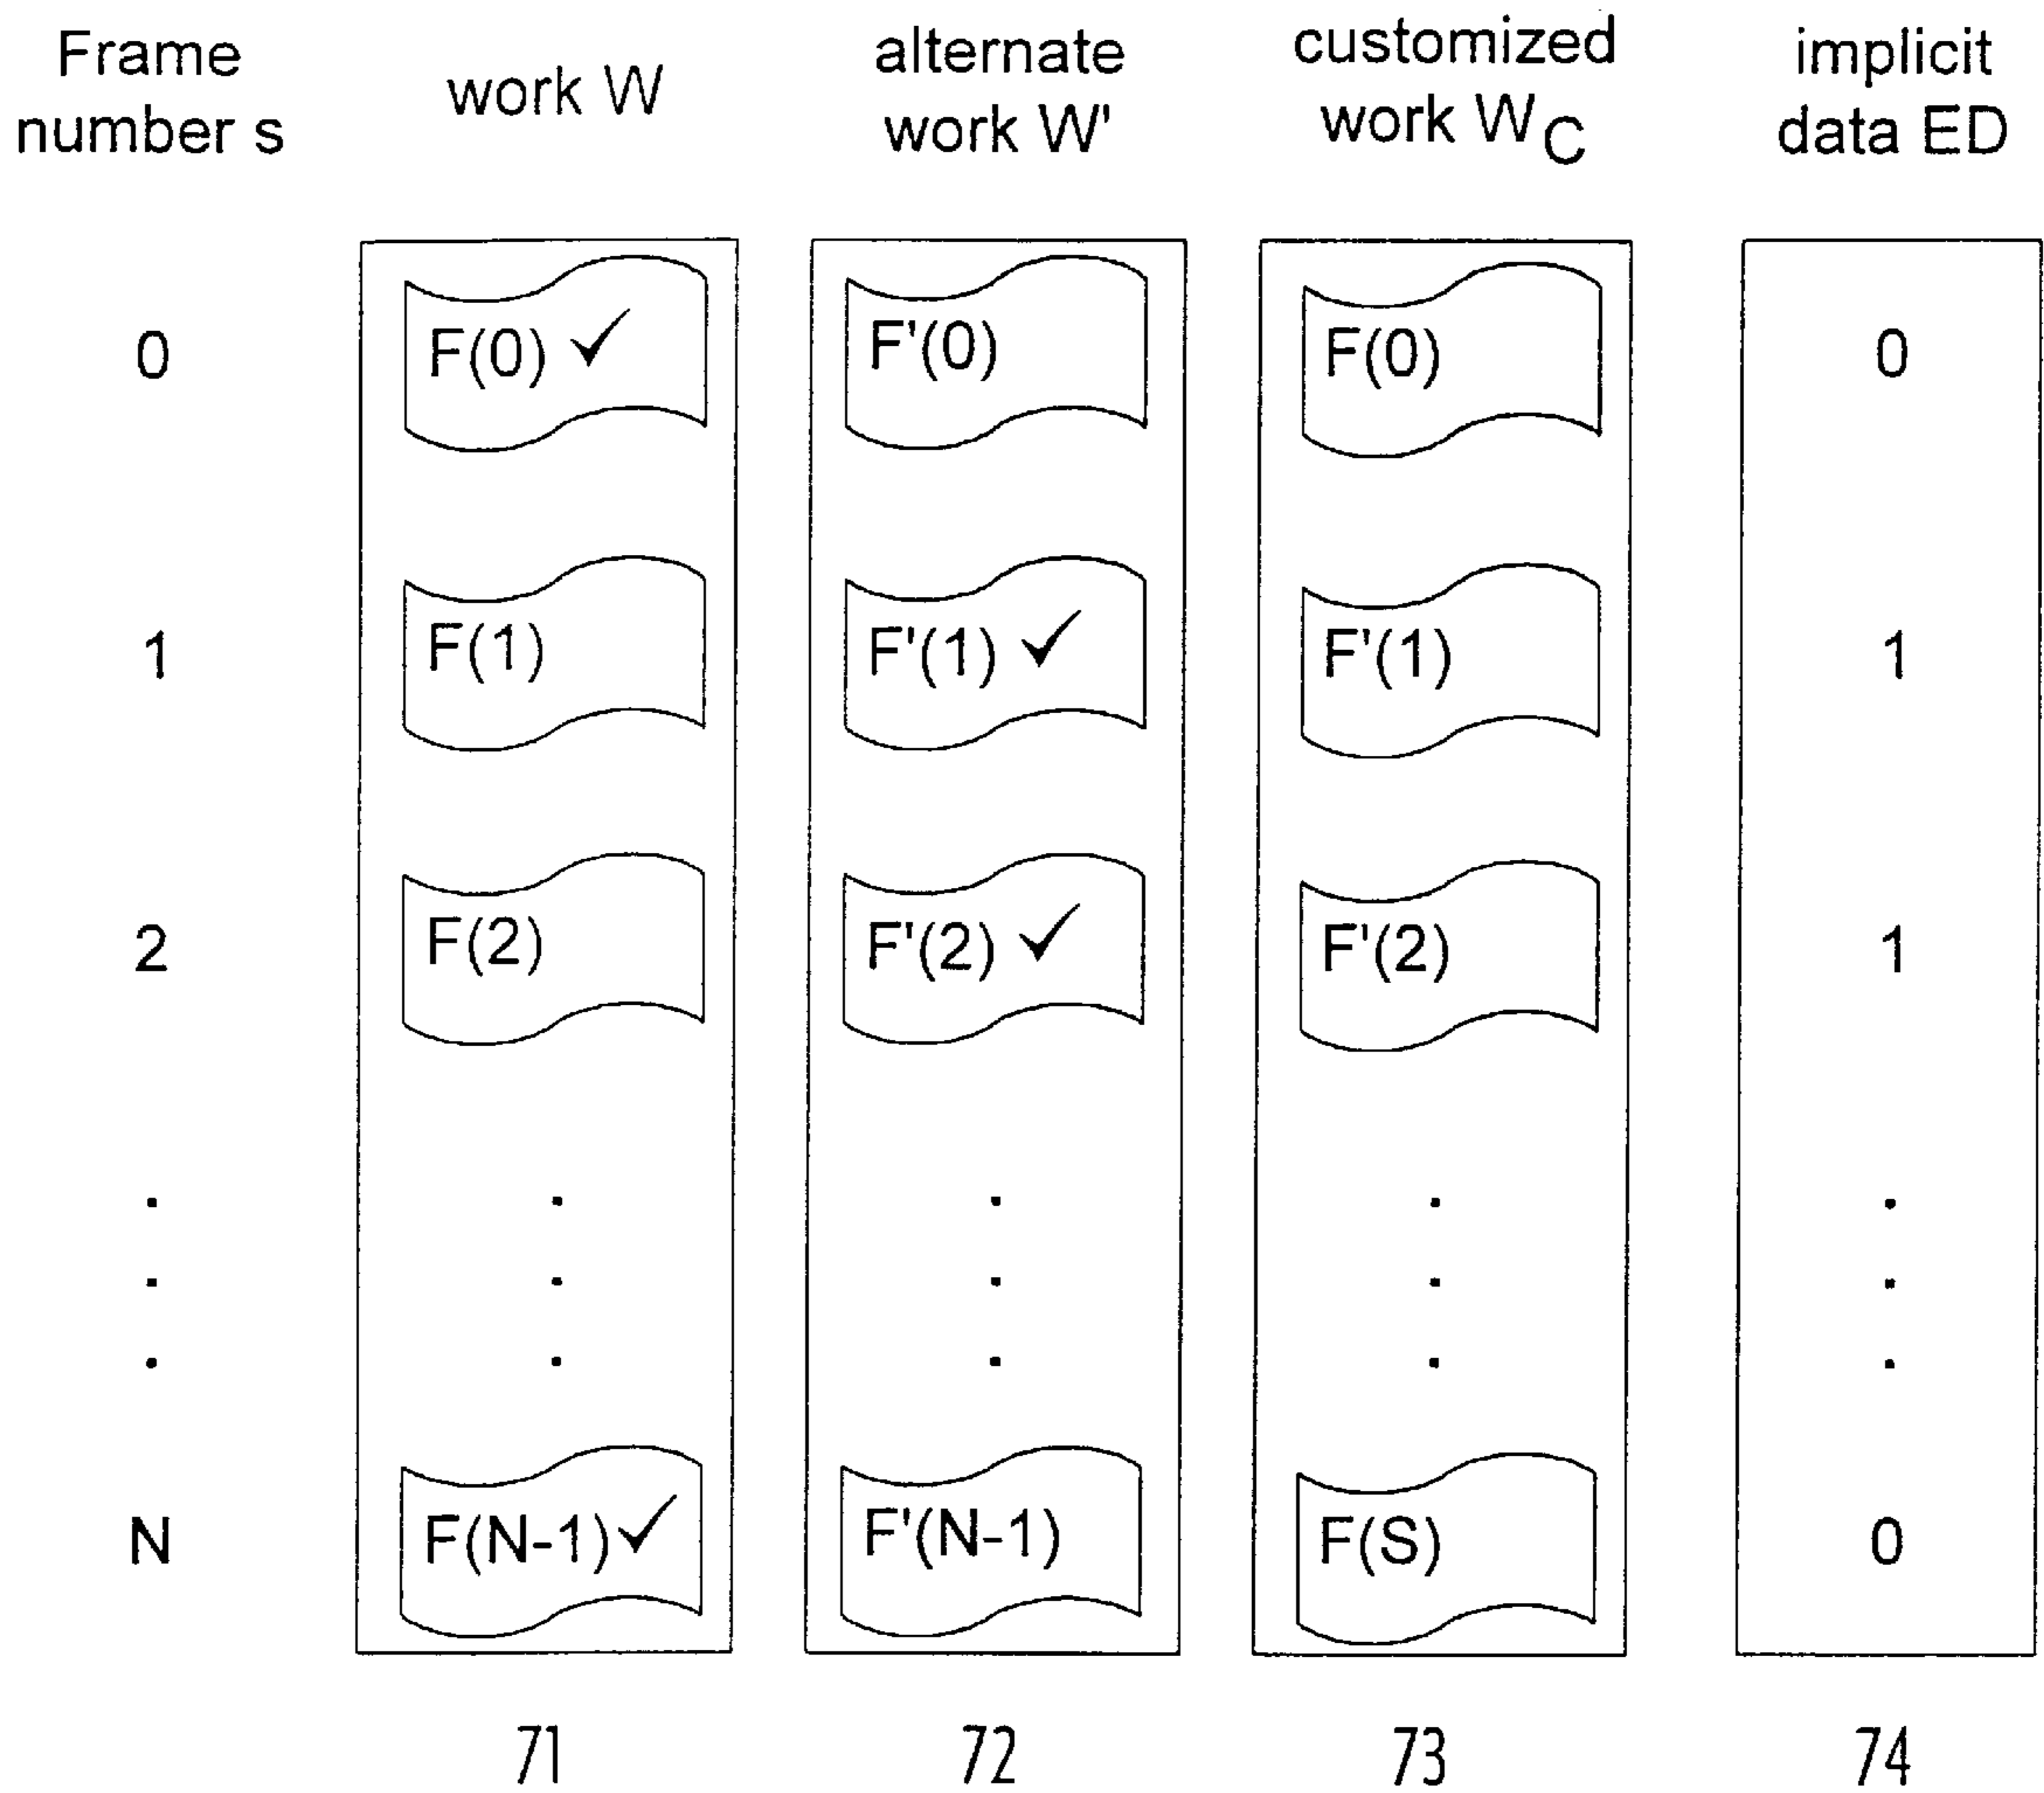 Frame
number s
work W
alternate
work W'
customized
work WC
implicit
data ED
0
F(0) ✓
F'(0)
F(0)
0
1
F(1)
F'(1) ✓
F'(1)
1
2
F(2)
F'(2) ✓
F'(2)
1
N
F(N-1) ✓
F'(N-1)
F(S)
0
71
72
73
74